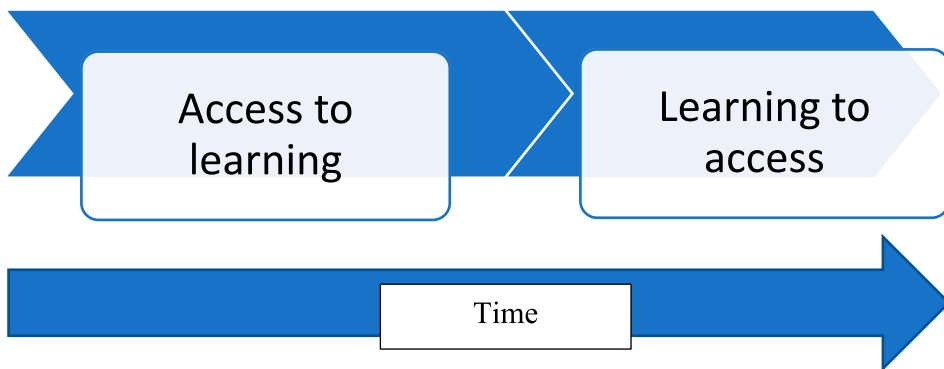 Access to
learning
Learning to
access
Time